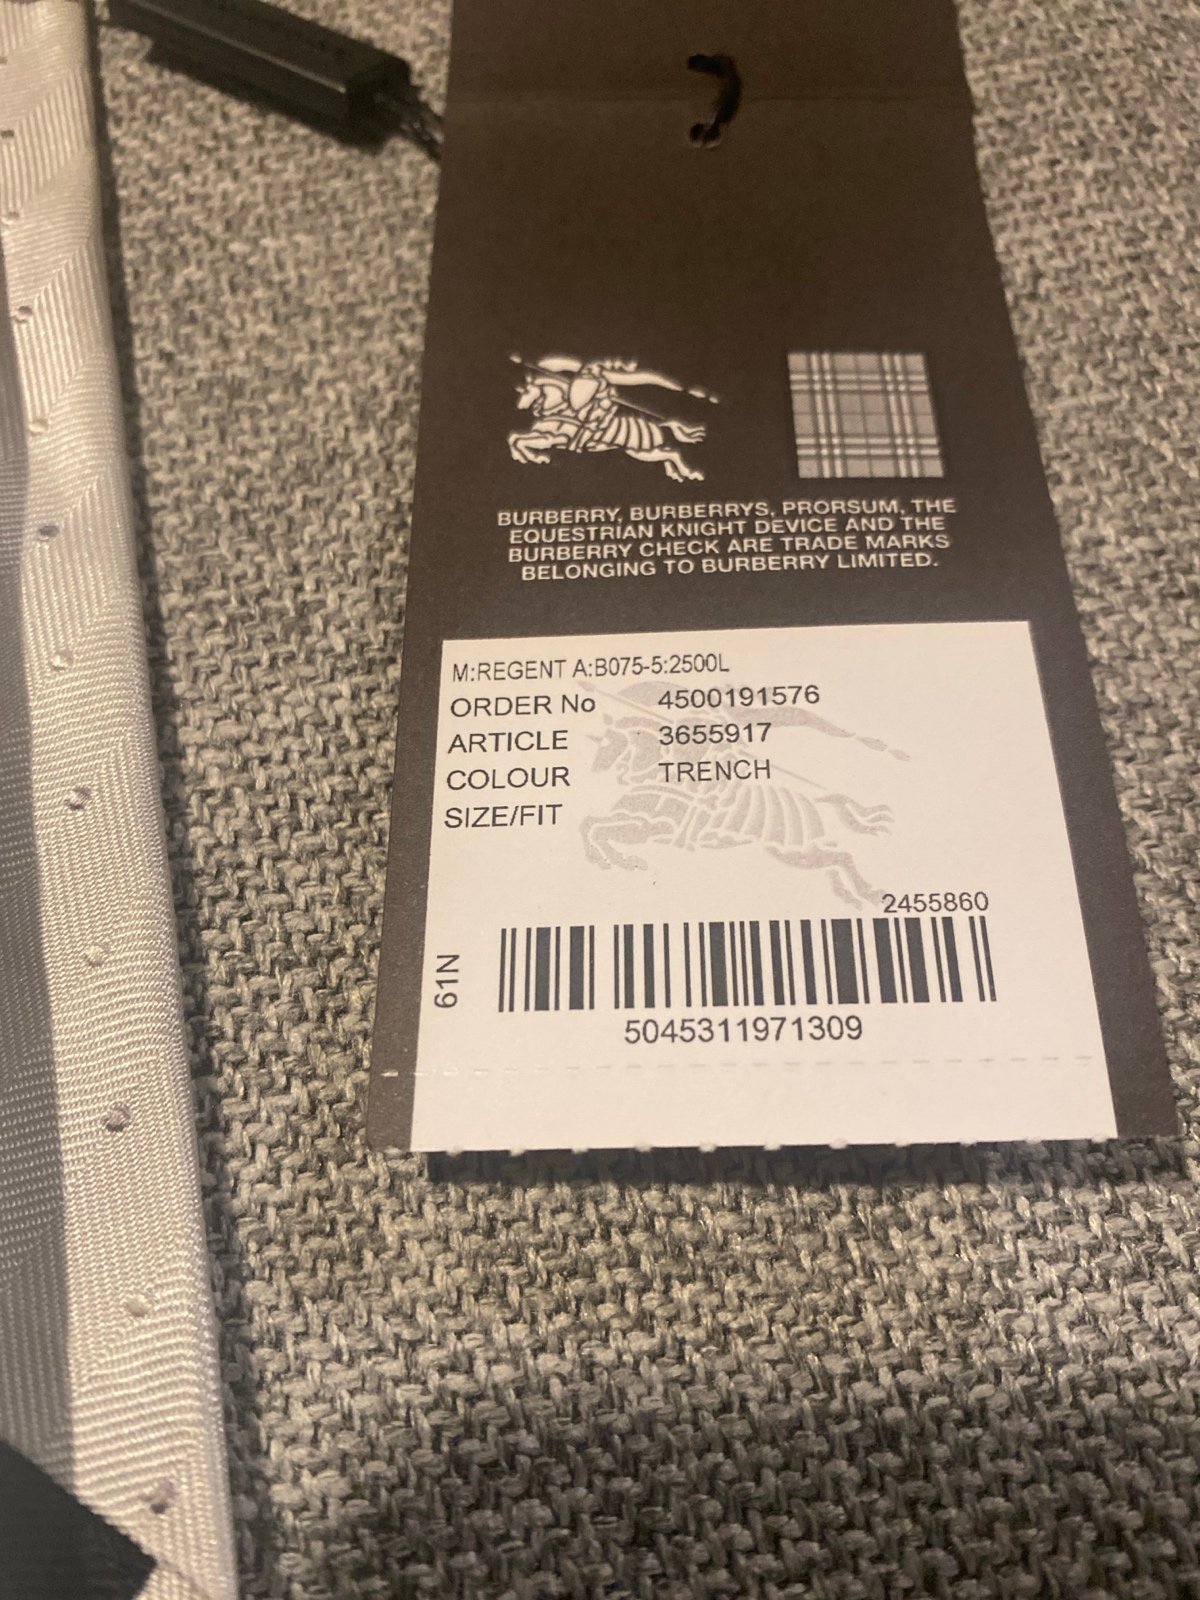 BURBERRY, BURBERRYS, PRORSUM, THE
EQUESTRIAN KNIGHT DEVICE AND THE
BURBERRY CHECK ARE TRADE MARKS
BELONGING TO BURBERRY LIMITED.
M:REGENT A:B075-5:2500L
ORDER No 4500191576
ARTICLE 3655917
COLOUR TRENCH
SIZE/FIT
2455860
61N
5045311971309